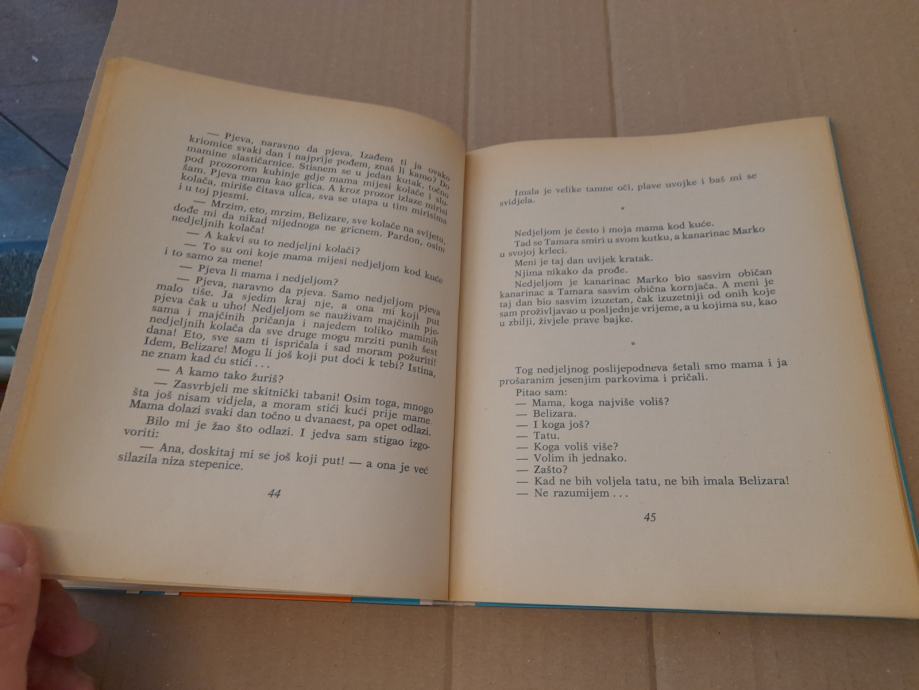 — Pjeva, naravno da pjeva. Izađem ti ja ovako
kriomice svaki dan i najprije pođem, znaš li kamo? Do
mamine slastičarnice. Stisnem se u jedan kutak, točno
pod prozorom kuhinje gdje mama mijesi kolače i slu-
šam. Pjeva mama kao grlica. A kroz prozor izlaze mirisi
kolača, miriše čitava ulica, sva se utapa u tim mirisima
i u toj pjesmi.
— Mrzim, eto, mrzim, Belizare, sve kolače na svijetu,
dođe mi da nikad nijednoga ne gricnem. Pardon, osim
nedjeljnih kolača!
— A kakvi su to nedjeljni kolači?
— To su oni koje mama mijesi nedjeljom kod kuće
i to samo za mene!
— Pjeva li mama i nedjeljom?
— Pjeva, naravno da pjeva. Samo nedjeljom pjeva
malo tiše. Ja sjedim kraj nje, a ona mi koji put
pjeva čak u uho! Nedjeljom se nauživam majčinih pje-
sama i majčinih pričanja i najedem toliko maminih
nedjeljnih kolača da sve druge mogu mrziti punih šest
dana! Eto, sve sam ti ispričala i sad moram požuriti!
Idem, Belizare! Mogu li još koji put doći k tebi? Istina,
ne znam kad ću stići . . .
— A kamo tako žuriš?
— Zasvrbjeli me skitnički tabani! Osim toga, mnogo
šta još nisam vidjela, a moram stići kući prije mame.
Mama dolazi svaki dan točno u dvanaest, pa opet odlazi.
Bilo mi je žao što odlazi. I jedva sam stigao izgo-
voriti:
— Ana, doskitaj mi se još koji put! — a ona je već
silazila niza stepenice.
44
Imala je velike tamne oči, plave uvojke i baš mi se
svidjela.
*
Nedjeljom je često i moja mama kod kuće.
Tad se Tamara smiri u svom kutku, a kanarinac Marko
u svojoj krleci.
Meni je taj dan uvijek kratak.
Njima nikako da prođe.
Nedjeljom je kanarinac Marko bio sasvim običan
kanarinac a Tamara sasvim obična kornjača. A meni je
taj dan bio sasvim izuzetan, čak izuzetniji od onih koje
sam proživljavao u posljednje vrijeme, a u kojima su, kao
u zbilji, živjele prave bajke.
*
Tog nedjeljnog poslijepodneva šetali smo mama i ja
prošaranim jesenjim parkovima i pričali.
Pitao sam:
— Mama, koga najviše voliš?
— Belizara.
— I koga još?
— Tatu.
— Koga voliš više?
— Volim ih jednako.
— Zašto?
— Kad ne bih voljela tatu, ne bih imala Belizara!
— Ne razumijem . . .
45